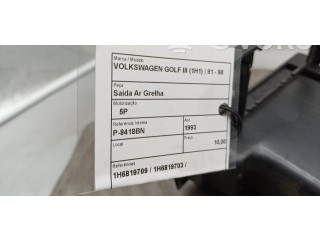 Marca / Modelo
VOLKSWAGEN GOLF III (1H1) | 91 - 98
Peça
Saida Ar Grelha
Motorização
5P
Referência Interna
Ano
P-8418BN
1993
Local
Preço
10,00
Referências
1H6819709 / 1H6819703 /